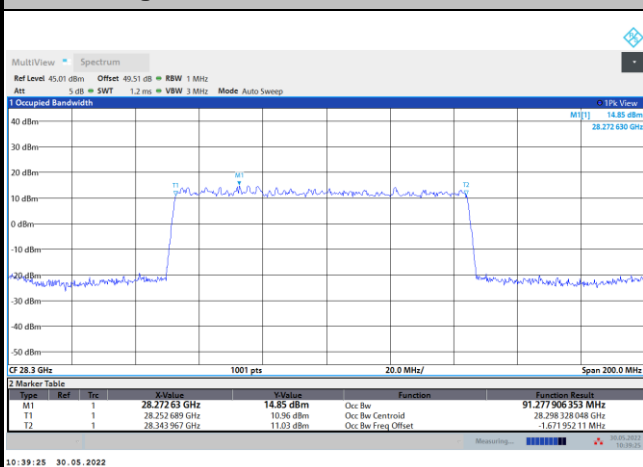 MultiView Spectrum
Ref Level 45.01 dBm Offset 49.51 dB RBW 1 MHz
Att 5 dB SWT 1.2 ms VBW 3 MHz Mode Auto Sweep
1 Occupied Bandwidth 1Pk View
M1[1] 14.85 dBm
28.272 630 GHz
40 dBm
30 dBm
20 dBm
M1
T1
T2
10 dBm
0 dBm
-10 dBm
-20 dBm
-30 dBm
-40 dBm
-50 dBm
CF 28.3 GHz 1001 pts 20.0 MHz/ Span 200.0 MHz
2 Marker Table
Type Ref Trc X-Value Y-Value Function Function Result
M1 1 28.272 63 GHz 14.85 dBm Occ Bw 91.277 906 353 MHz
T1 1 28.252 689 GHz 10.96 dBm Occ Bw Centroid 28.298 328 048 GHz
T2 1 28.343 967 GHz 11.03 dBm Occ Bw Freq Offset -1.671 952 11 MHz
Measuring... 30.05.2022
10:39:25
10:39:25 30.05.2022